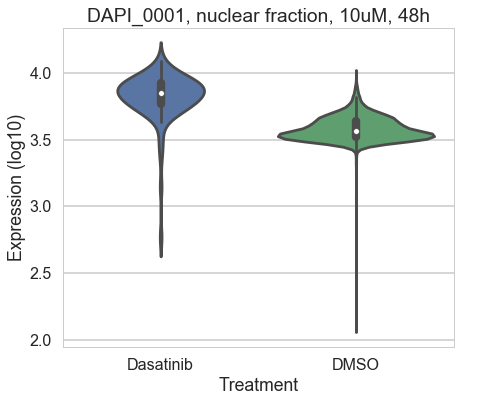 DAPI_0001, nuclear fraction, 10uM, 48h
Expression (log10)
4.0
3.5
3.0
2.5
2.0
Dasatinib
DMSO
Treatment